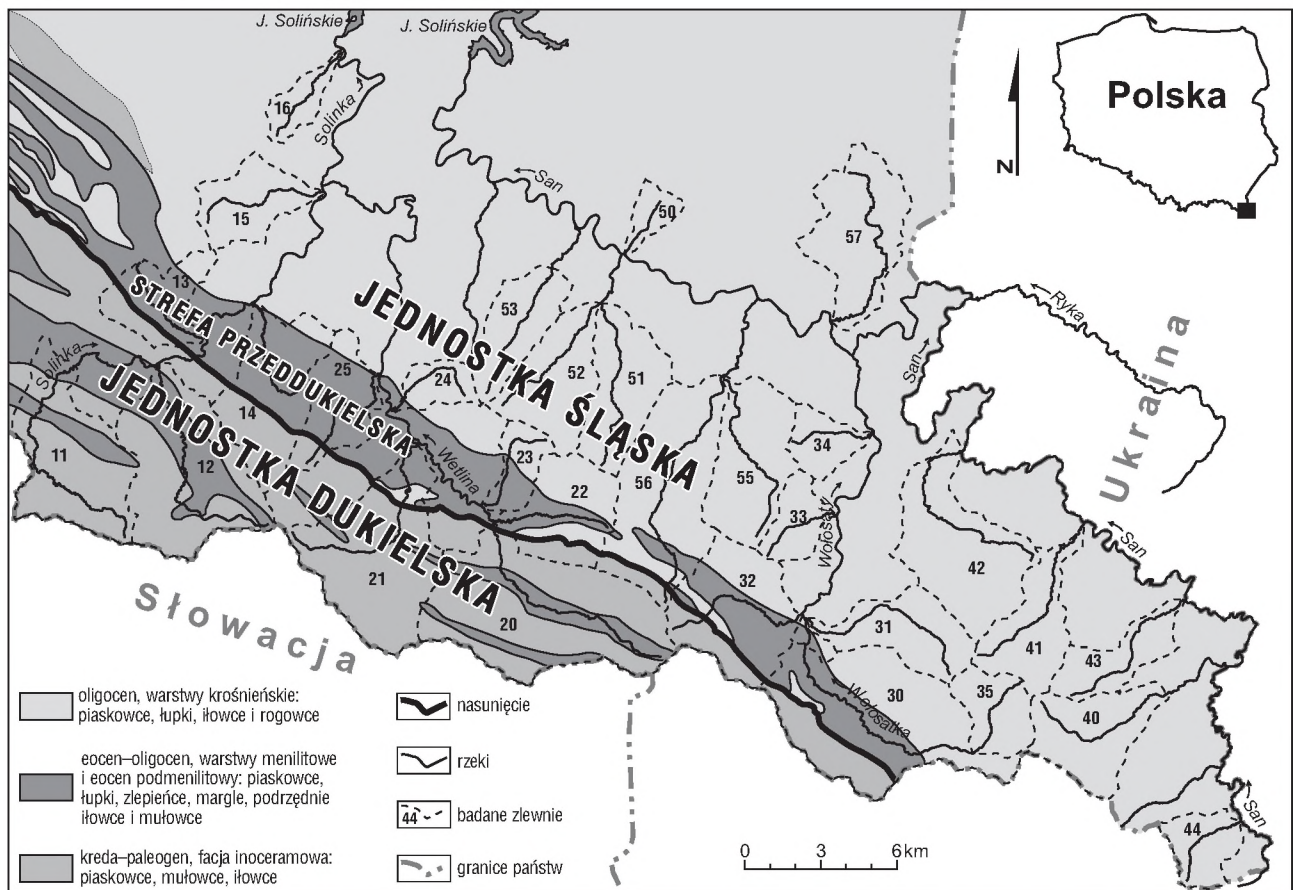 J. Solińskie
J. Solińskie
Polska
N
16
Solinka
San
15
50
57
13
STREFA PRZEDDUKIELSKA
JEDNOSTKA ŚLĄSKA
JEDNOSTKA DUKIELSKA
53
Ryka
San
Ukraina
Solinka
25
24
52
51
14
11
12
Wetlina
23
22
56
55
34
33
Wołosaty
42
San
32
21
20
31
41
43
30
35
40
Wołosatka
Słowacja
San
44
oligocen, warstwy krośnieńskie:
piaskowce, łupki, iłowce i rogowce
eocen–oligocen, warstwy menilitowe
i eocen podmenilitowy: piaskowce,
łupki, zlepieńce, margle, podrzędnie
iłowce i mułowce
kreda–paleogen, facja inoceramowa:
piaskowce, mułowce, iłowce
nasunięcie
rzeki
44
badane zlewnie
granice państw
0 3 6 km